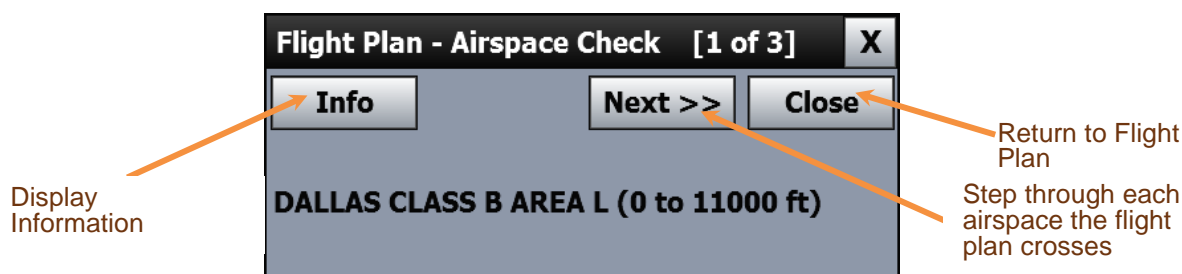 Flight Plan - Airspace Check [1 of 3] X
Info Next >> Close
Return to Flight
Plan
Display
Information
DALLAS CLASS B AREA L (0 to 11000 ft)
Step through each
airspace the flight
plan crosses